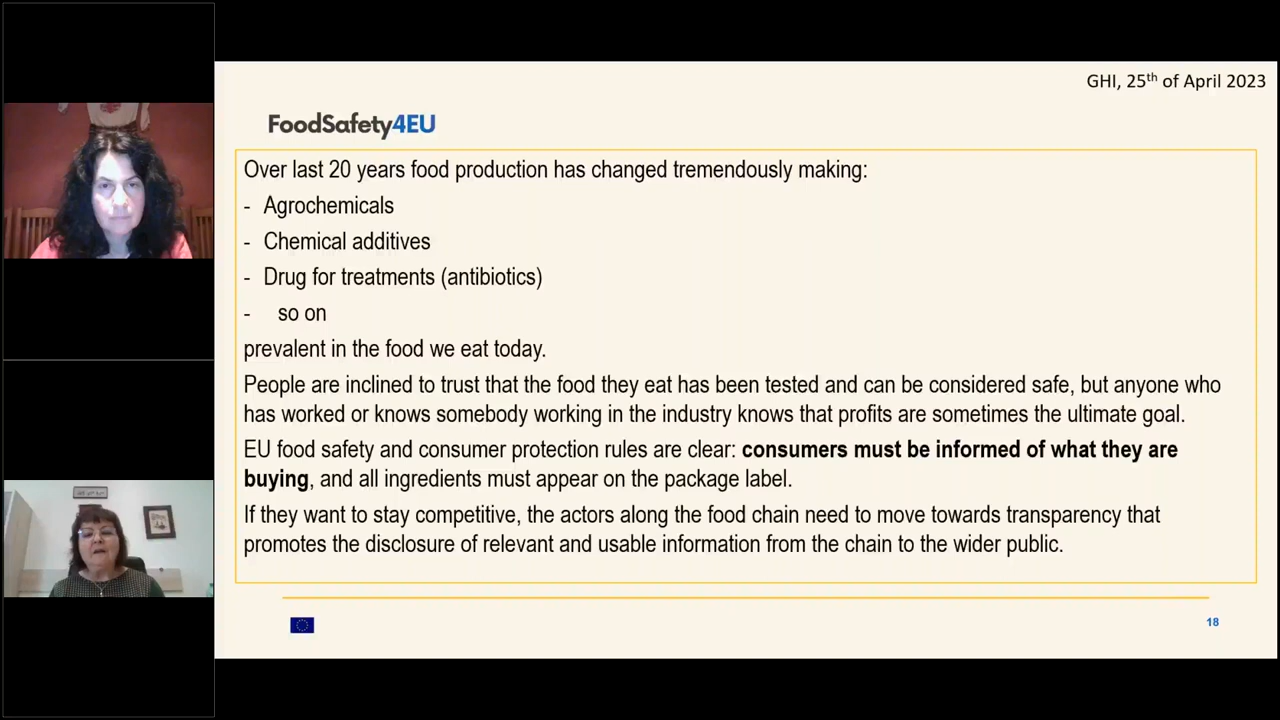 GHI, 25th of April 2023
FoodSafety4EU
Over last 20 years food production has changed tremendously making:
- Agrochemicals
- Chemical additives
- Drug for treatments (antibiotics)
- so on
prevalent in the food we eat today.
People are inclined to trust that the food they eat has been tested and can be considered safe, but anyone who
has worked or knows somebody working in the industry knows that profits are sometimes the ultimate goal.
EU food safety and consumer protection rules are clear: consumers must be informed of what they are
buying, and all ingredients must appear on the package label.
If they want to stay competitive, the actors along the food chain need to move towards transparency that
promotes the disclosure of relevant and usable information from the chain to the wider public.
18